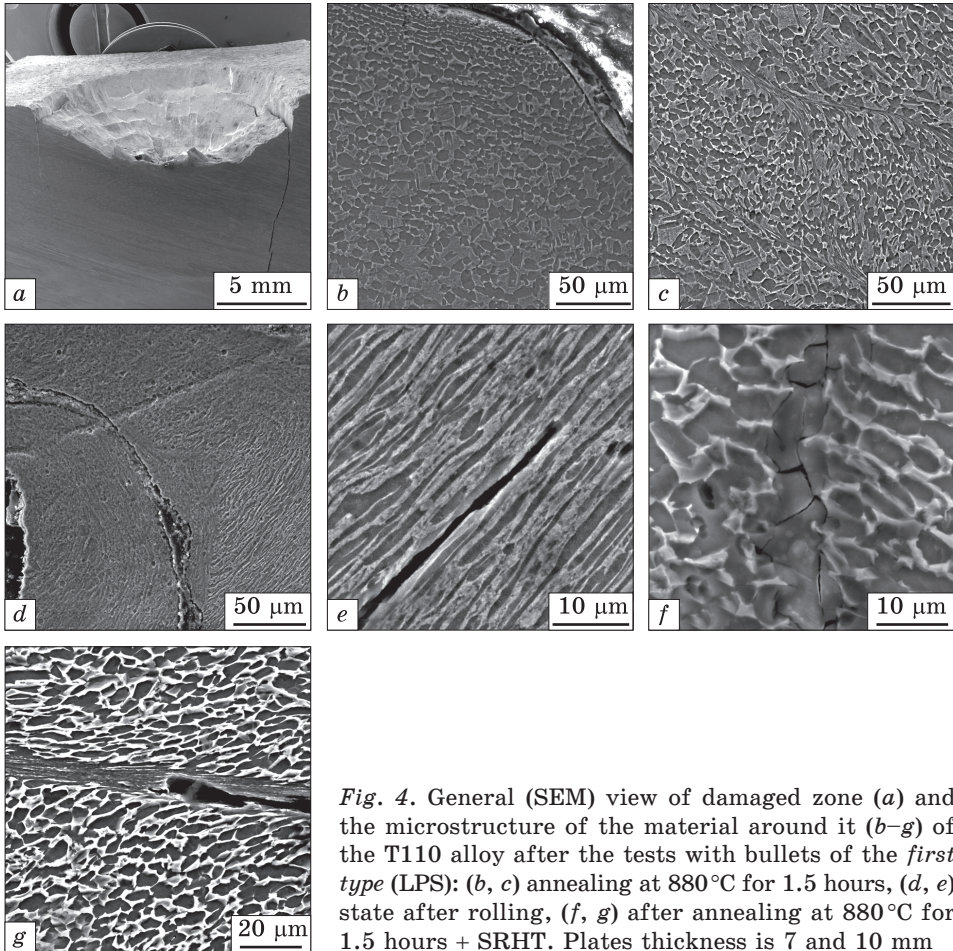 a
5 mm
b
50 μm
c
50 μm
d
50 μm
e
10 μm
f
10 μm
g
20 μm
Fig. 4. General (SEM) view of damaged zone (a) and
the microstructure of the material around it (b–g) of
the T110 alloy after the tests with bullets of the first
type (LPS): (b, c) annealing at 880°C for 1.5 hours, (d, e)
state after rolling, (f, g) after annealing at 880°C for
1.5 hours + SRHT. Plates thickness is 7 and 10 mm